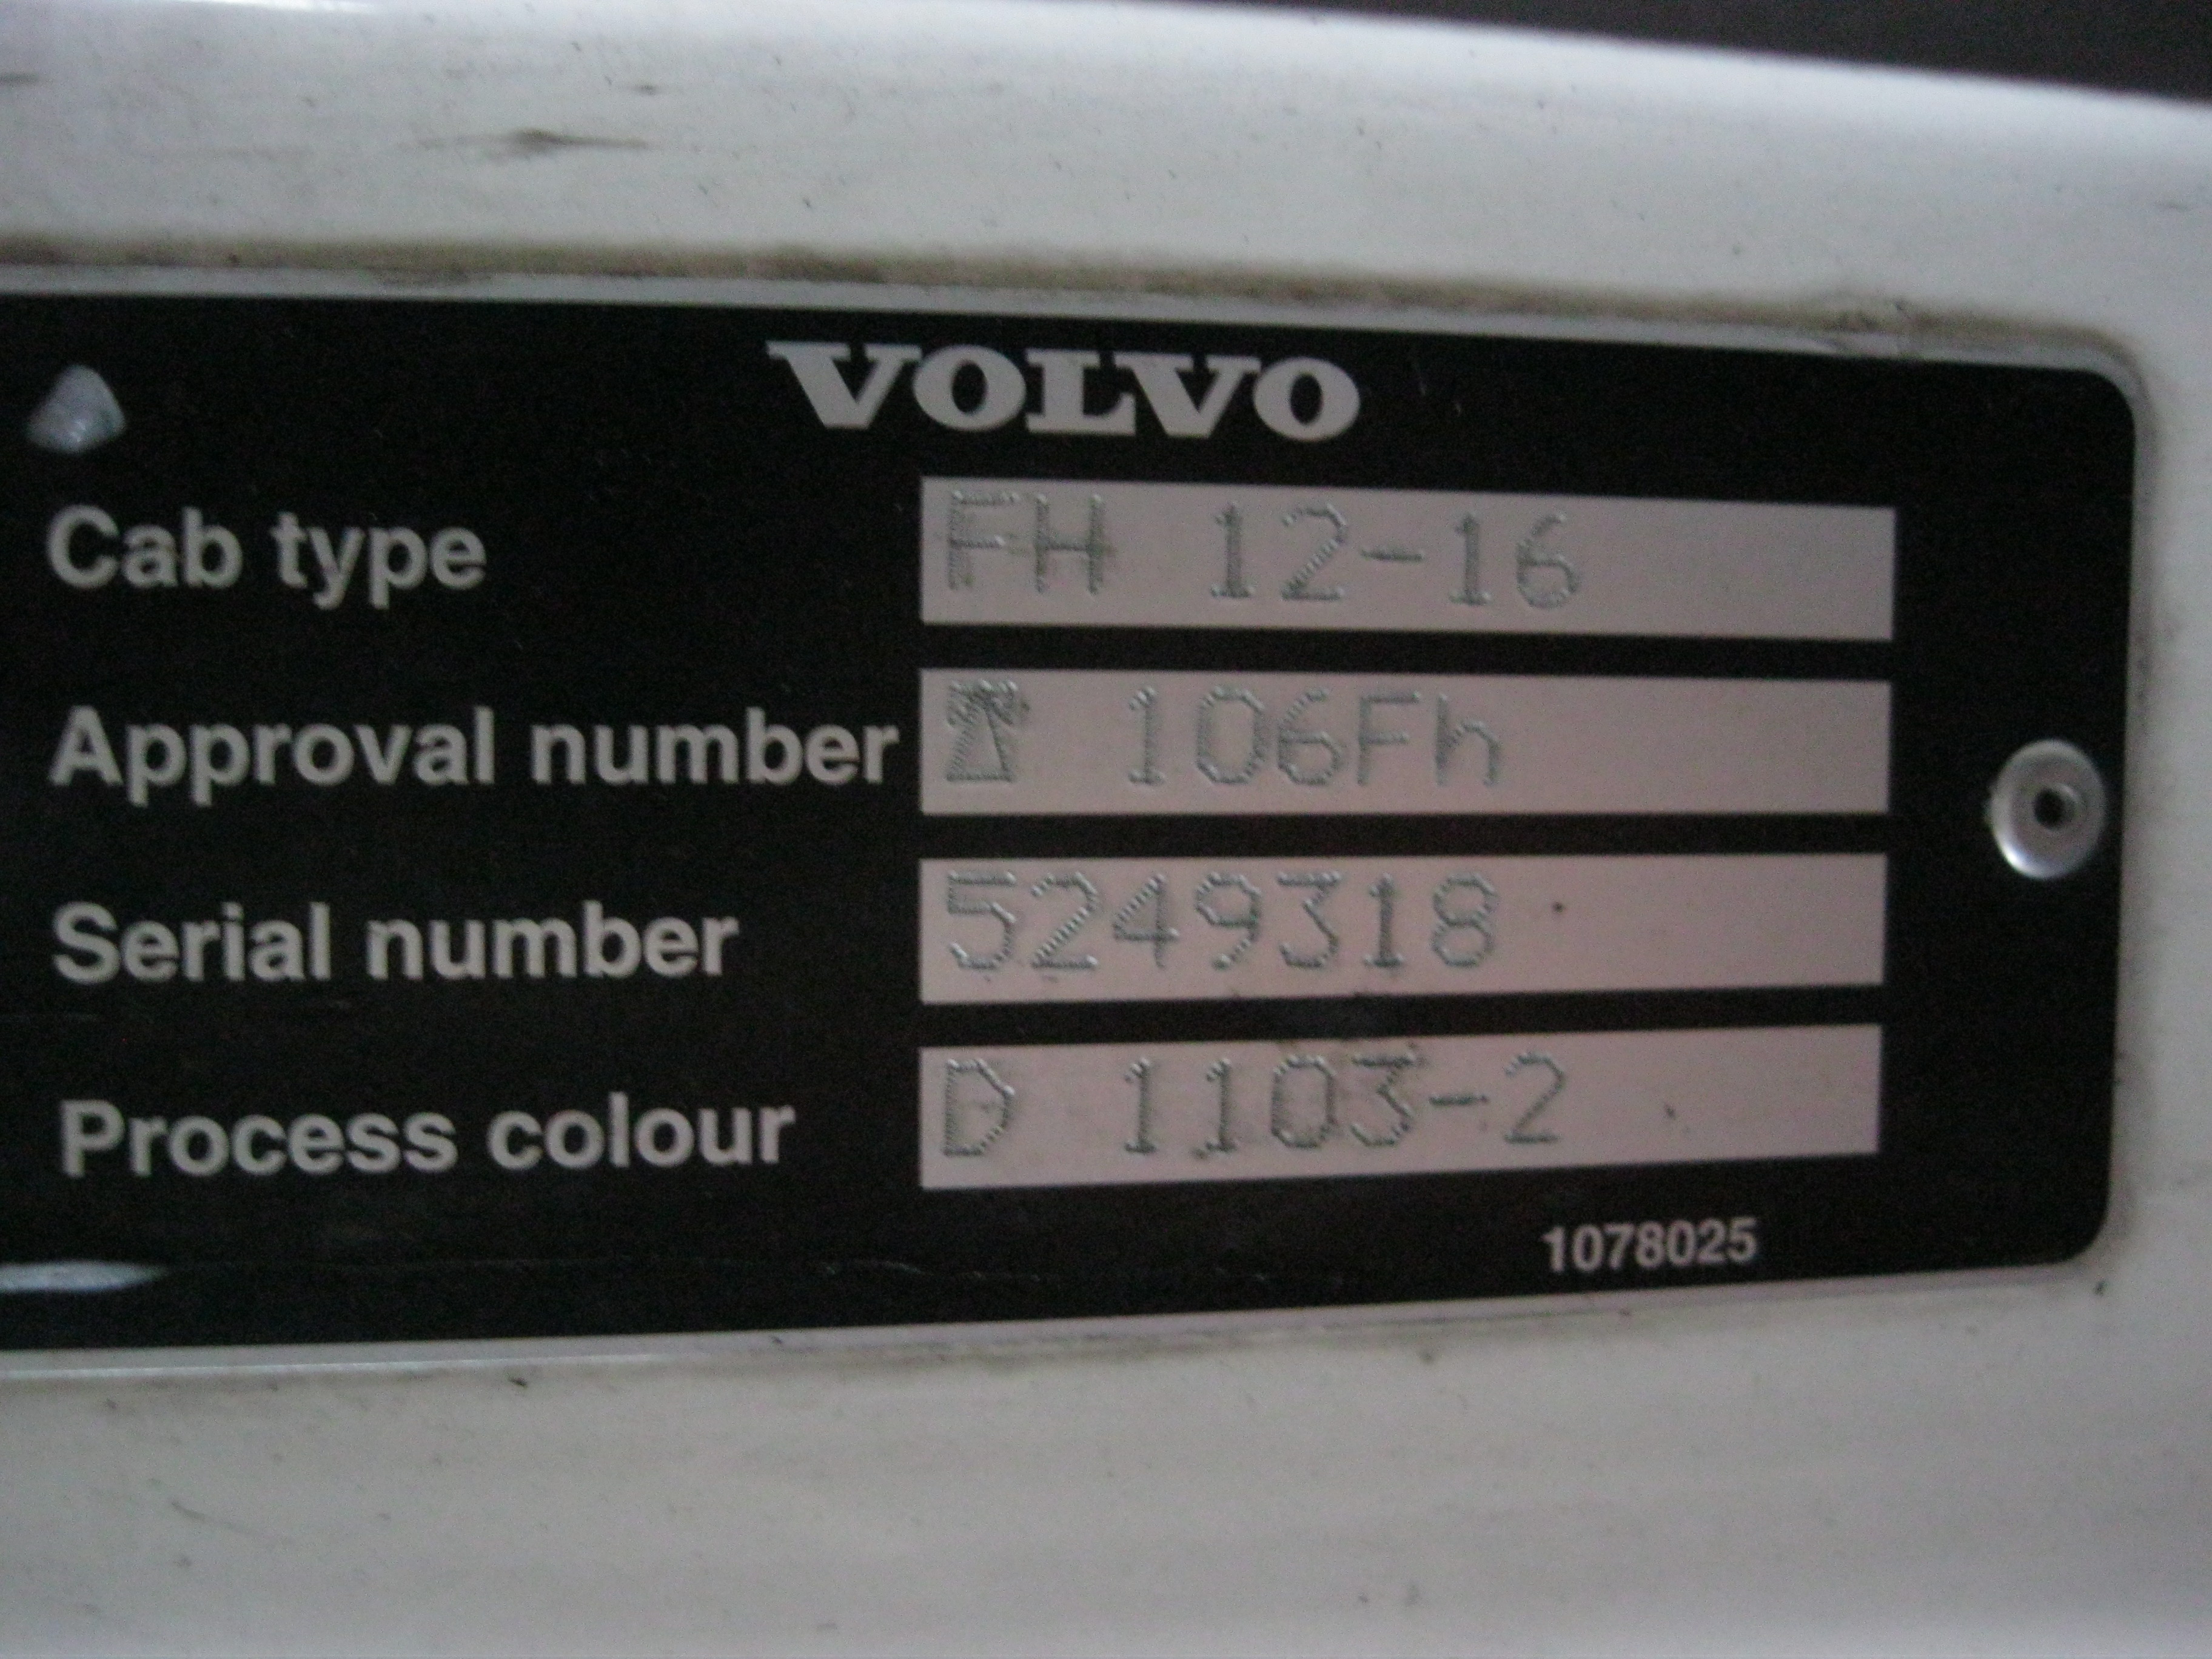 VOLVO
Cab type FH 12-16
Approval number 106Fh
Serial number 5249318
Process colour D 1103-2
1078025